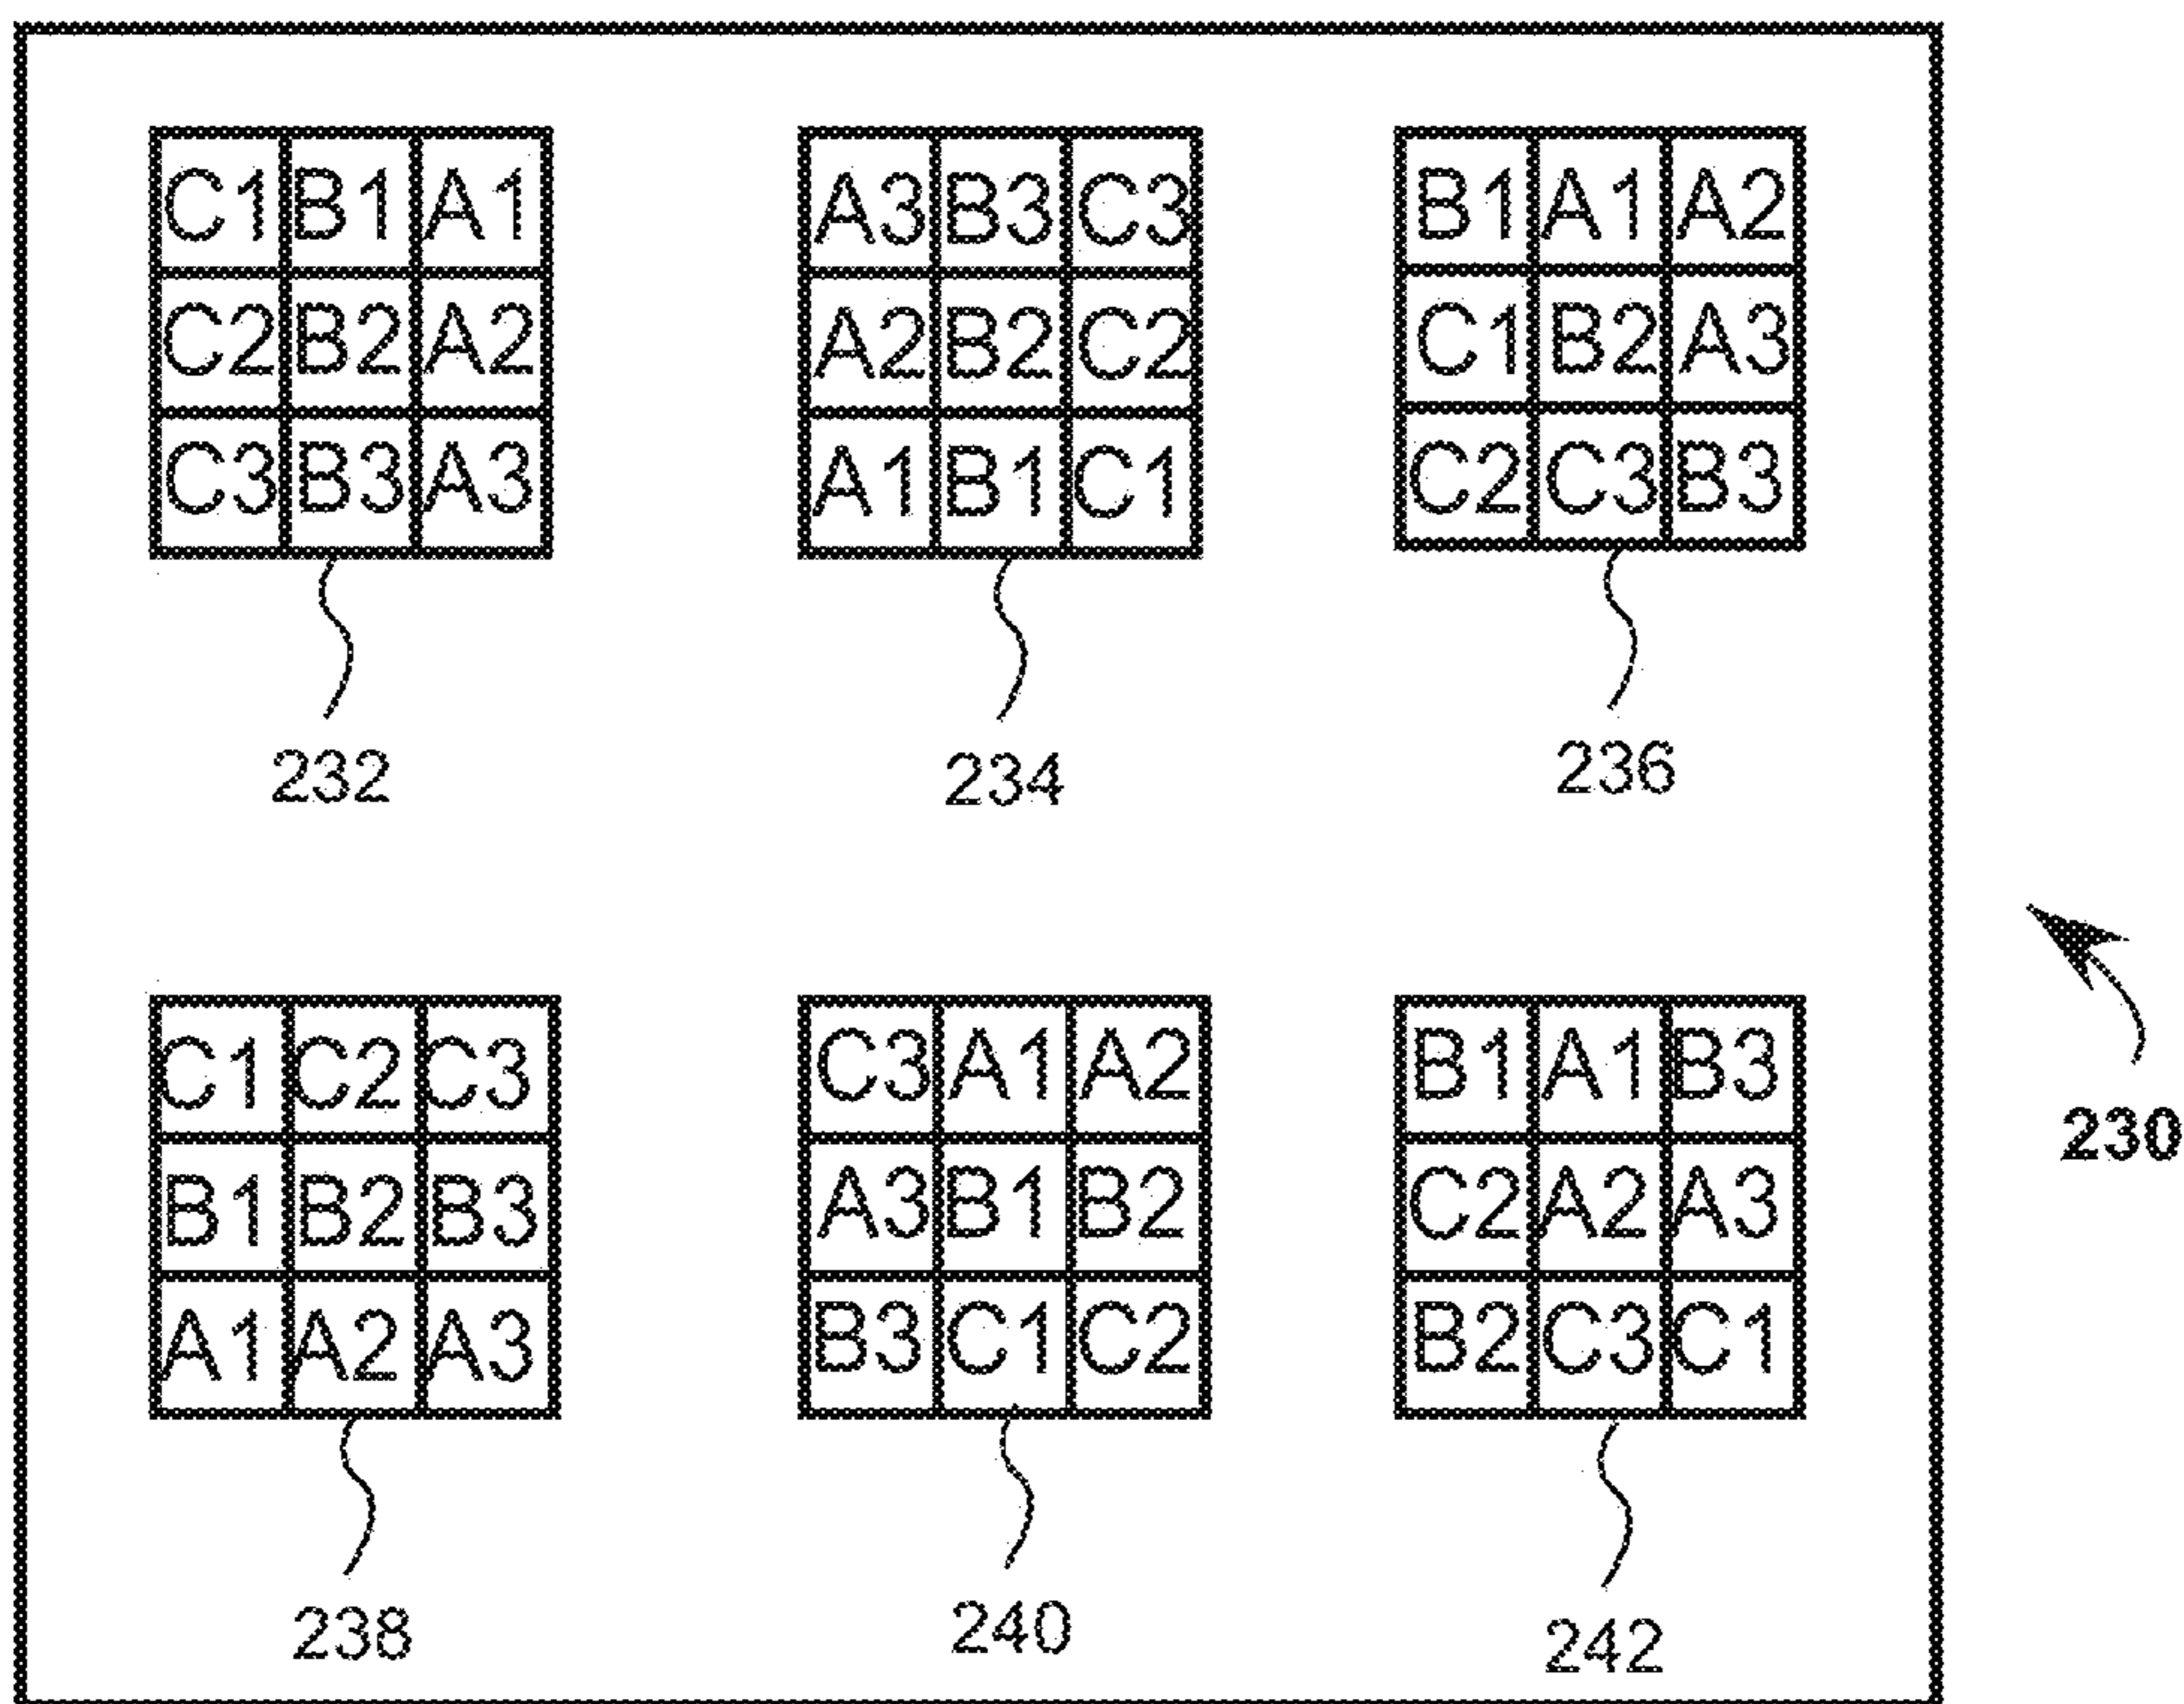 C1 B1 A1
C2 B2 A2
C3 B3 A3
232
A3 B3 C3
A2 B2 C2
A1 B1 C1
234
B1 A1 A2
C1 B2 A3
C2 C3 B3
236
C1 C2 C3
B1 B2 B3
A1 A2 A3
238
C3 A1 A2
A3 B1 B2
B3 C1 C2
240
B1 A1 B3
C2 A2 A3
B2 C3 C1
242
230